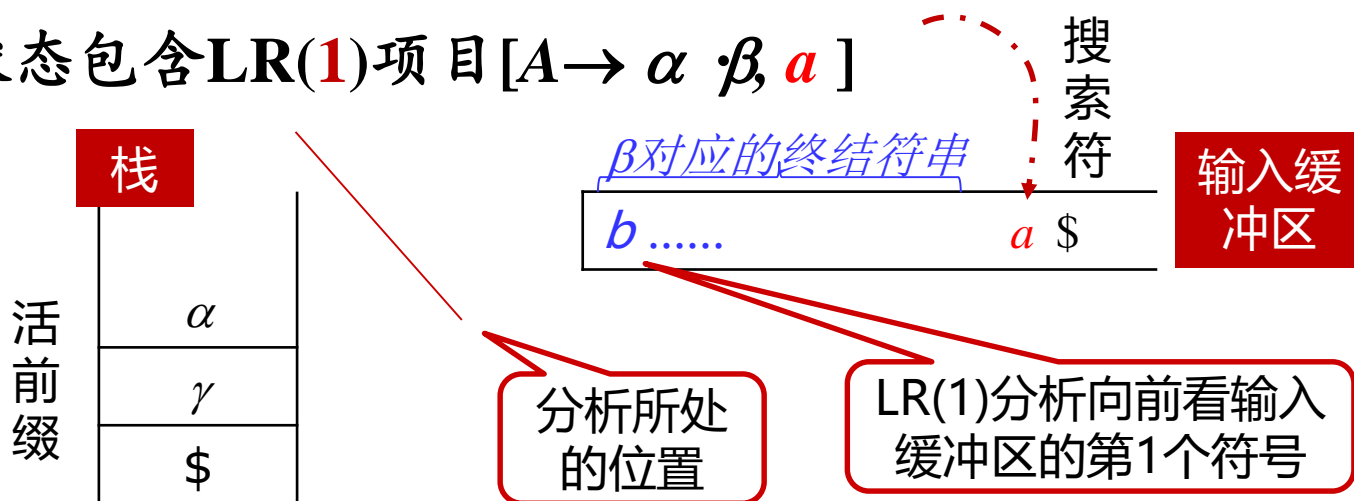 态包含LR(1)项目[A→ α ·β, a ]
搜索符
栈
β对应的终结符串
输入缓
冲区
b ......
a $
活前缀
α
γ
$
分析所处
的位置
LR(1)分析向前看输入
缓冲区的第1个符号